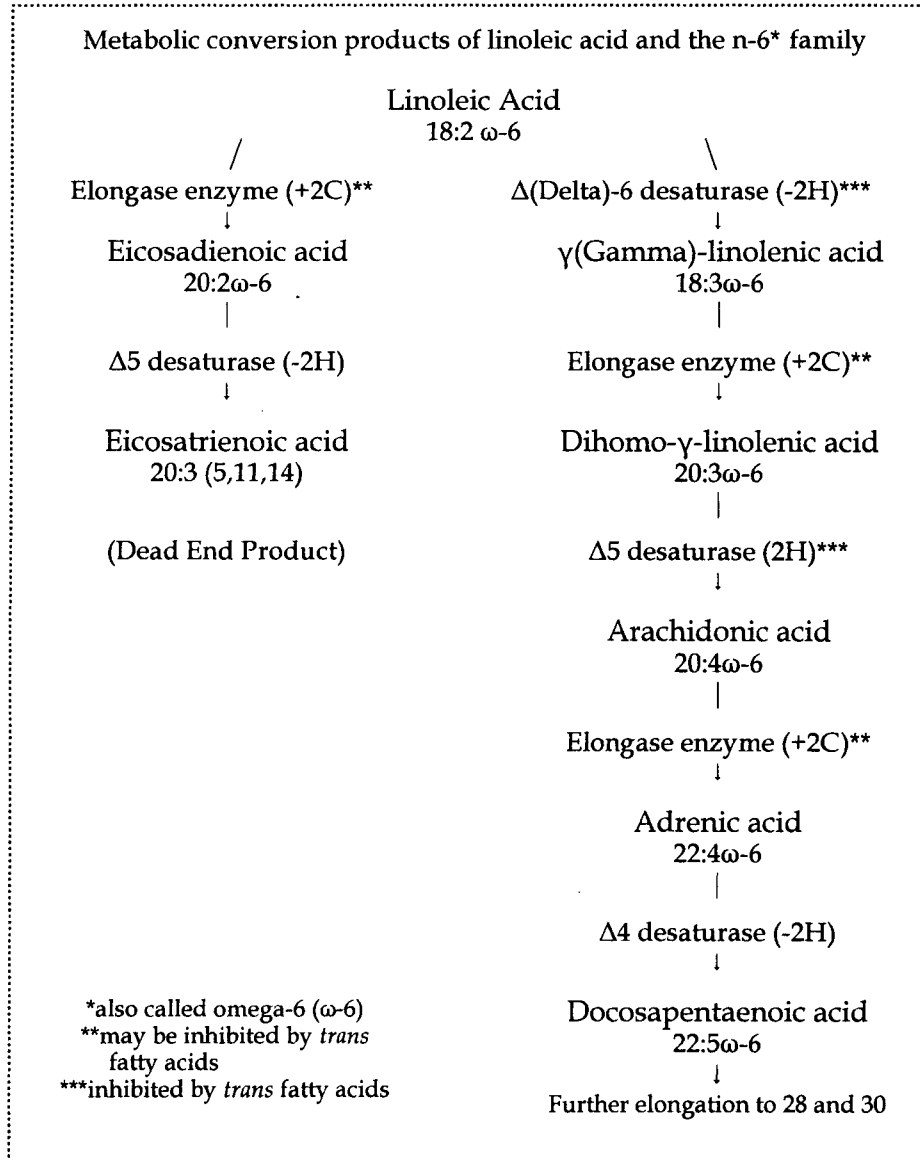 Metabolic conversion products of linoleic acid and the n-6* family
Linoleic Acid
18:2 ω-6
Elongase enzyme (+2C)**
↓
Eicosadienoic acid
20:2ω-6
Δ5 desaturase (-2H)
↓
Eicosatrienoic acid
20:3 (5,11,14)
(Dead End Product)
Δ(Delta)-6 desaturase (-2H)***
↓
γ(Gamma)-linolenic acid
18:3ω-6
Elongase enzyme (+2C)**
↓
Dihomo-γ-linolenic acid
20:3ω-6
Δ5 desaturase (2H)***
↓
Arachidonic acid
20:4ω-6
Elongase enzyme (+2C)**
↓
Adrenic acid
22:4ω-6
Δ4 desaturase (-2H)
↓
Docosapentaenoic acid
22:5ω-6
↓
Further elongation to 28 and 30
*also called omega-6 (ω-6)
**may be inhibited by trans
fatty acids
***inhibited by trans fatty acids